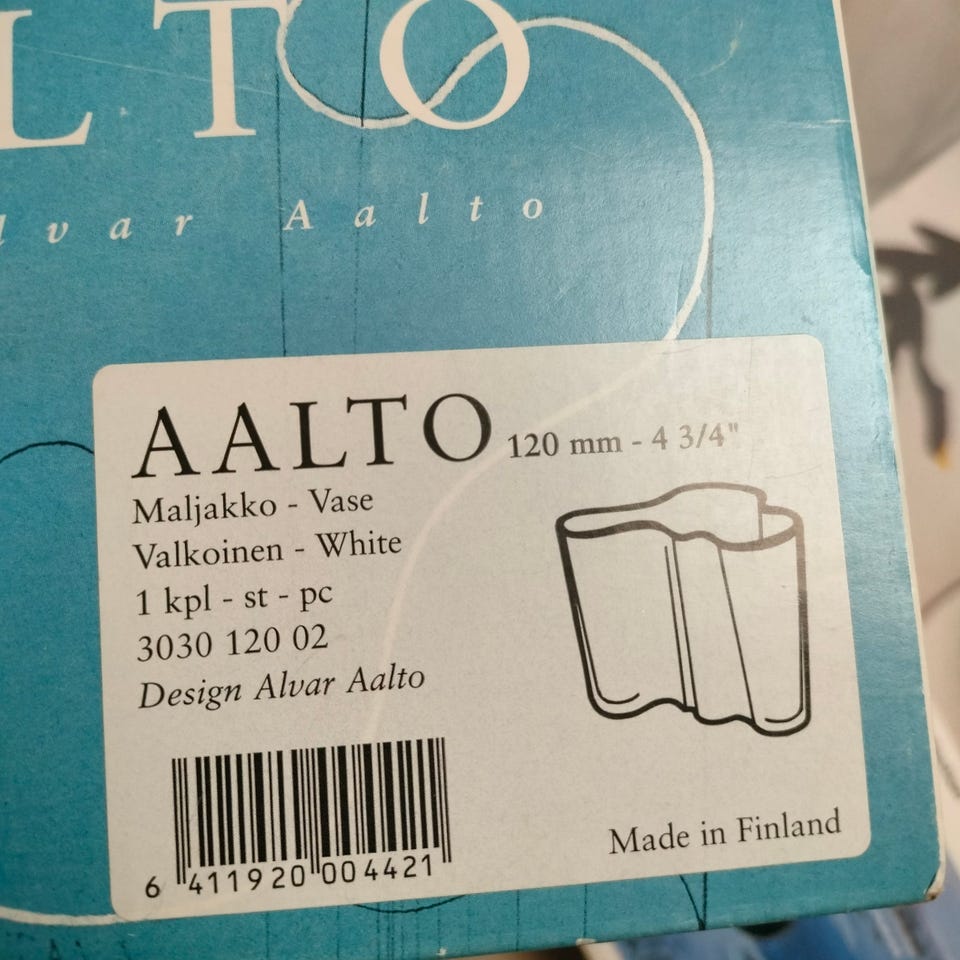 ALTO
lvar Aalto
AALTO 120 mm - 4 3/4"
Maljakko - Vase
Valkoinen - White
1 kpl - st - pc
3030 120 02
Design Alvar Aalto
6 411920 004421
Made in Finland